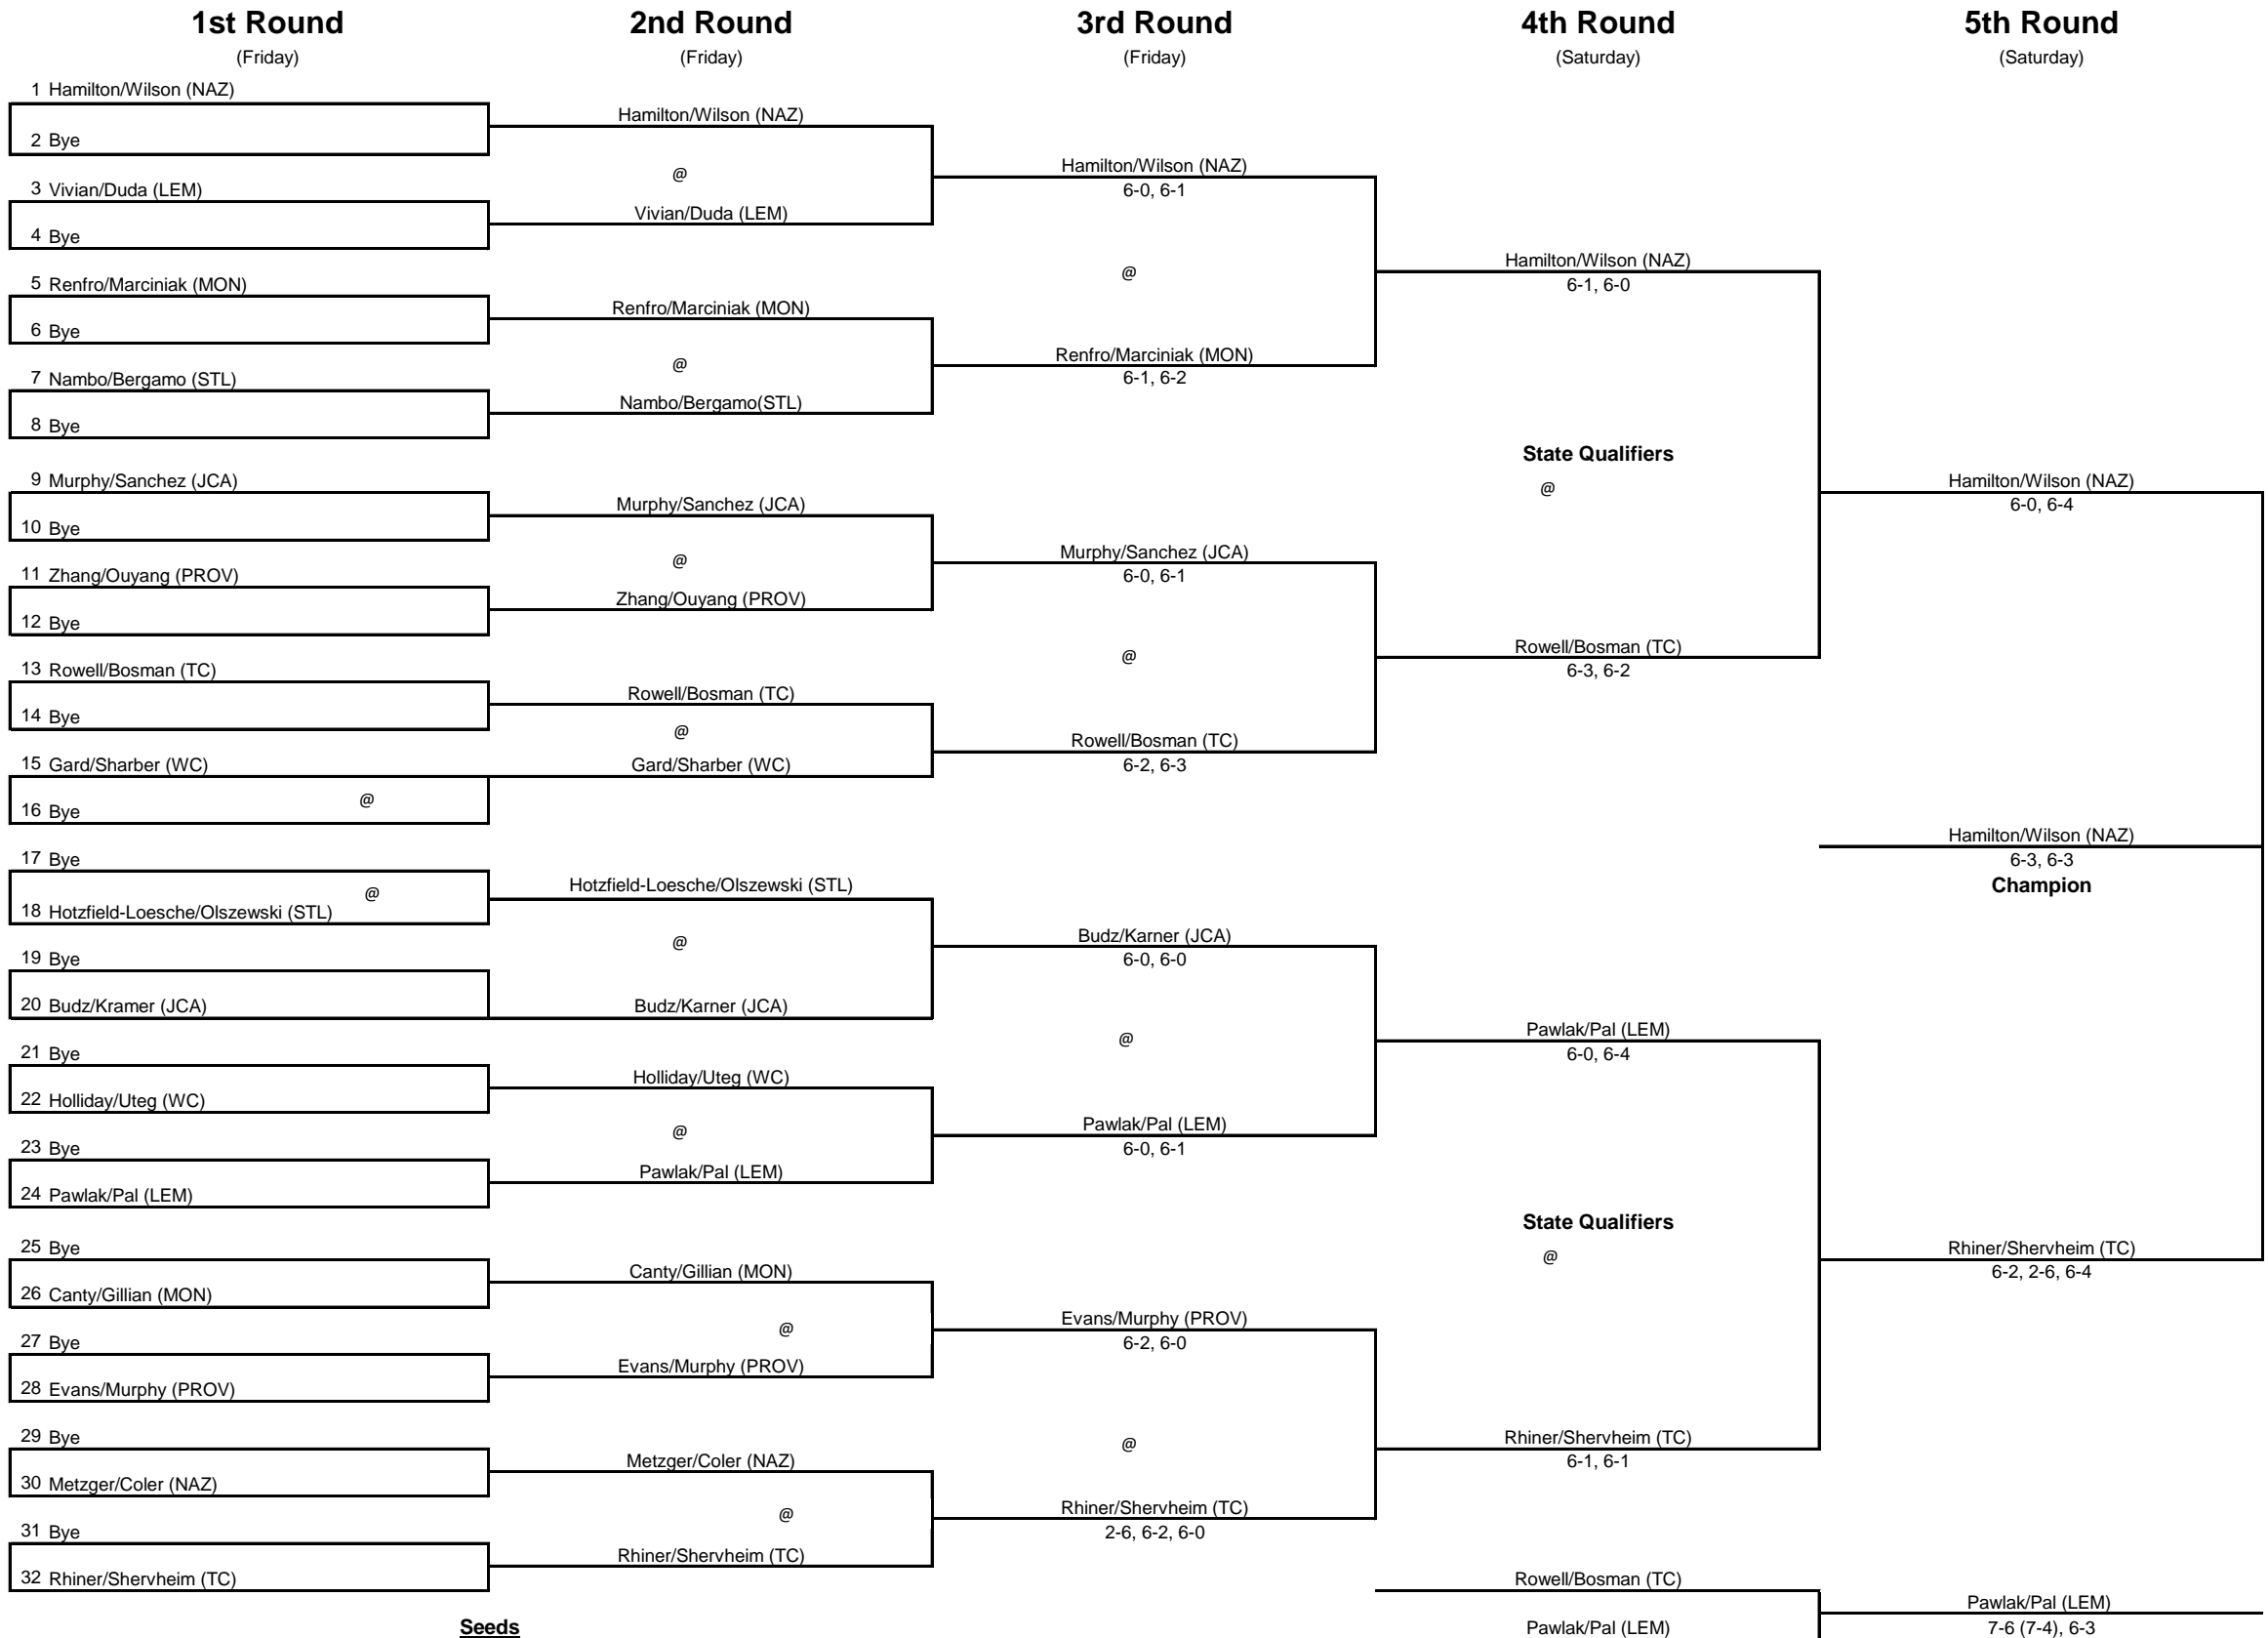 1st Round
(Friday)
1 Hamilton/Wilson (NAZ)
2 Bye
3 Vivian/Duda (LEM)
4 Bye
5 Renfro/Marciniak (MON)
6 Bye
7 Nambo/Bergamo (STL)
8 Bye
9 Murphy/Sanchez (JCA)
10 Bye
11 Zhang/Ouyang (PROV)
12 Bye
13 Rowell/Bosman (TC)
14 Bye
15 Gard/Sharber (WC)
@
16 Bye
17 Bye
@
18 Hotzfield-Loesche/Olszewski (STL)
19 Bye
20 Budz/Kramer (JCA)
21 Bye
22 Holliday/Uteg (WC)
23 Bye
24 Pawlak/Pal (LEM)
25 Bye
26 Canty/Gillian (MON)
27 Bye
28 Evans/Murphy (PROV)
29 Bye
30 Metzger/Coler (NAZ)
31 Bye
32 Rhiner/Shervheim (TC)
Seeds
2nd Round
(Friday)
Hamilton/Wilson (NAZ)
@
Vivian/Duda (LEM)
Renfro/Marciniak (MON)
@
Nambo/Bergamo(STL)
Murphy/Sanchez (JCA)
@
Zhang/Ouyang (PROV)
Rowell/Bosman (TC)
@
Gard/Sharber (WC)
Hotzfield-Loesche/Olszewski (STL)
@
Budz/Karner (JCA)
Holliday/Uteg (WC)
@
Pawlak/Pal (LEM)
Canty/Gillian (MON)
@
Evans/Murphy (PROV)
Metzger/Coler (NAZ)
@
Rhiner/Shervheim (TC)
3rd Round
(Friday)
Hamilton/Wilson (NAZ)
6-0, 6-1
@
Renfro/Marciniak (MON)
6-1, 6-2
Murphy/Sanchez (JCA)
6-0, 6-1
@
Rowell/Bosman (TC)
6-2, 6-3
Budz/Karner (JCA)
6-0, 6-0
@
Pawlak/Pal (LEM)
6-0, 6-1
Evans/Murphy (PROV)
6-2, 6-0
@
Rhiner/Shervheim (TC)
2-6, 6-2, 6-0
4th Round
(Saturday)
Hamilton/Wilson (NAZ)
6-1, 6-0
State Qualifiers
@
Rowell/Bosman (TC)
6-3, 6-2
Pawlak/Pal (LEM)
6-0, 6-4
State Qualifiers
@
Rhiner/Shervheim (TC)
6-1, 6-1
Rowell/Bosman (TC)
Pawlak/Pal (LEM)
5th Round
(Saturday)
Hamilton/Wilson (NAZ)
6-0, 6-4
Hamilton/Wilson (NAZ)
6-3, 6-3
Champion
Rhiner/Shervheim (TC)
6-2, 2-6, 6-4
Pawlak/Pal (LEM)
7-6 (7-4), 6-3